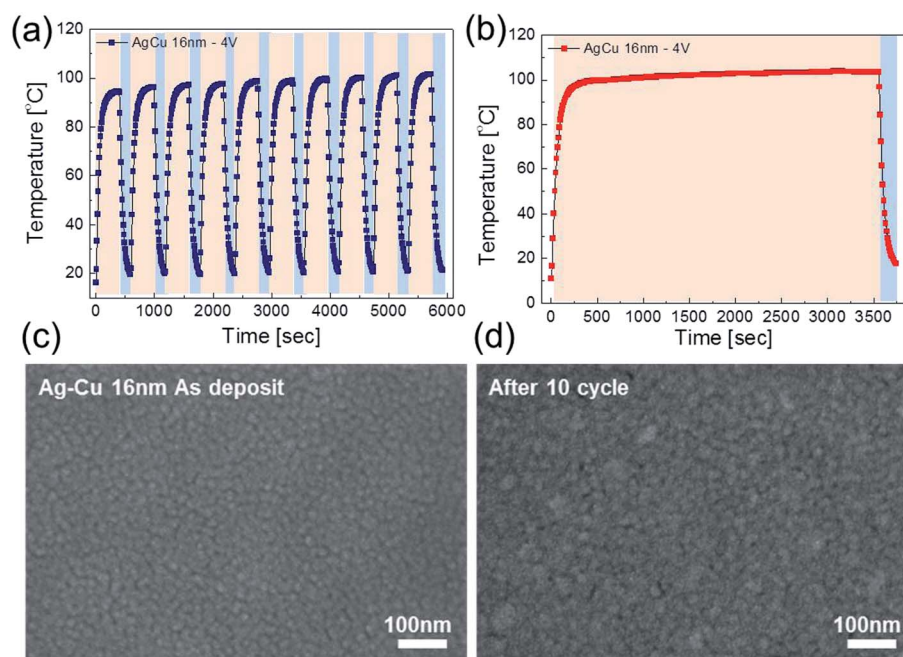 (a)
120
100
80
60
40
20
Temperature [°C]
AgCu 16nm - 4V
0 1000 2000 3000 4000 5000 6000
Time [sec]
(b)
120
100
80
60
40
20
0
Temperature [°C]
AgCu 16nm - 4V
0 500 1000 1500 2000 2500 3000 3500
Time [sec]
(c)
Ag-Cu 16nm As deposit
100nm
(d)
After 10 cycle
100nm